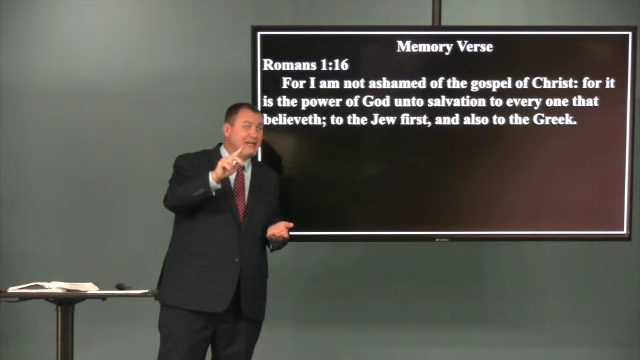 Memory Verse
Romans 1:16
For I am not ashamed of the gospel of Christ: for it
is the power of God unto salvation to every one that
believeth; to the Jew first, and also to the Greek.